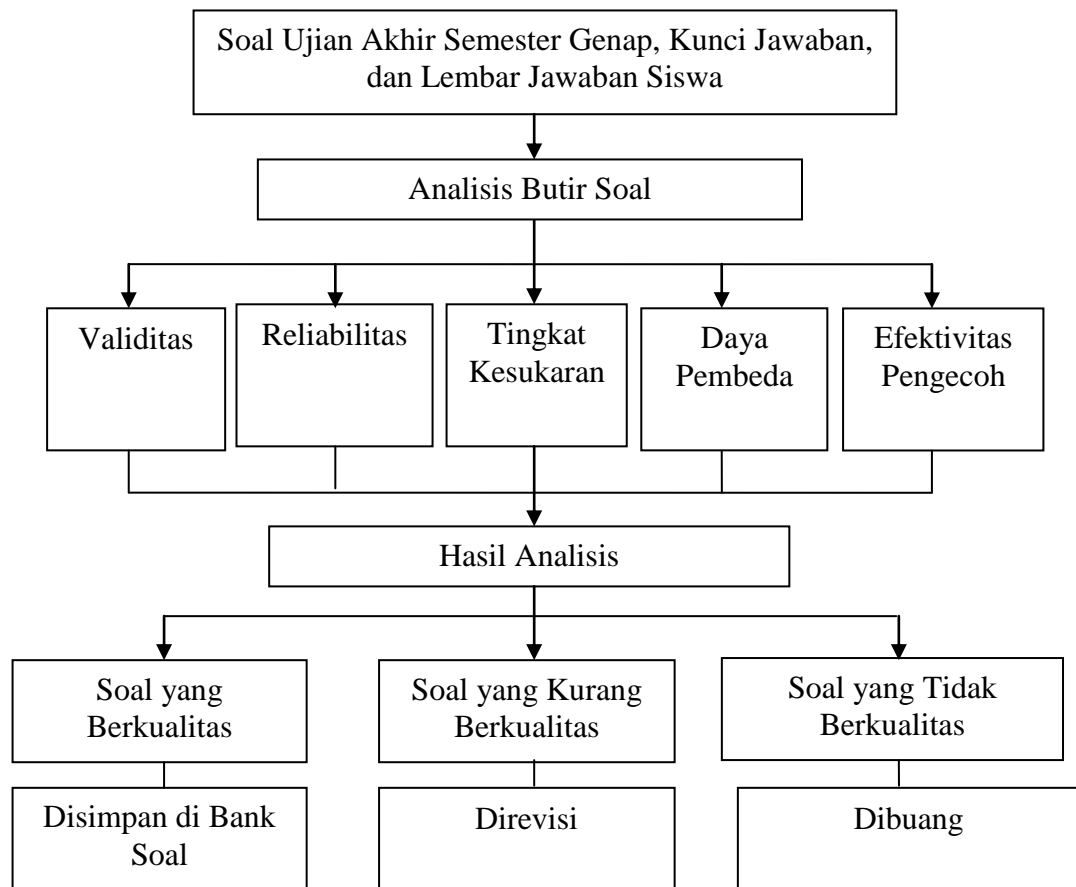 Soal Ujian Akhir Semester Genap, Kunci Jawaban,
dan Lembar Jawaban Siswa
Analisis Butir Soal
Validitas
Reliabilitas
Tingkat
Kesukaran
Daya
Pembeda
Efektivitas
Pengecoh
Hasil Analisis
Soal yang
Berkualitas
Soal yang Kurang
Berkualitas
Soal yang Tidak
Berkualitas
Disimpan di Bank
Soal
Direvisi
Dibuang